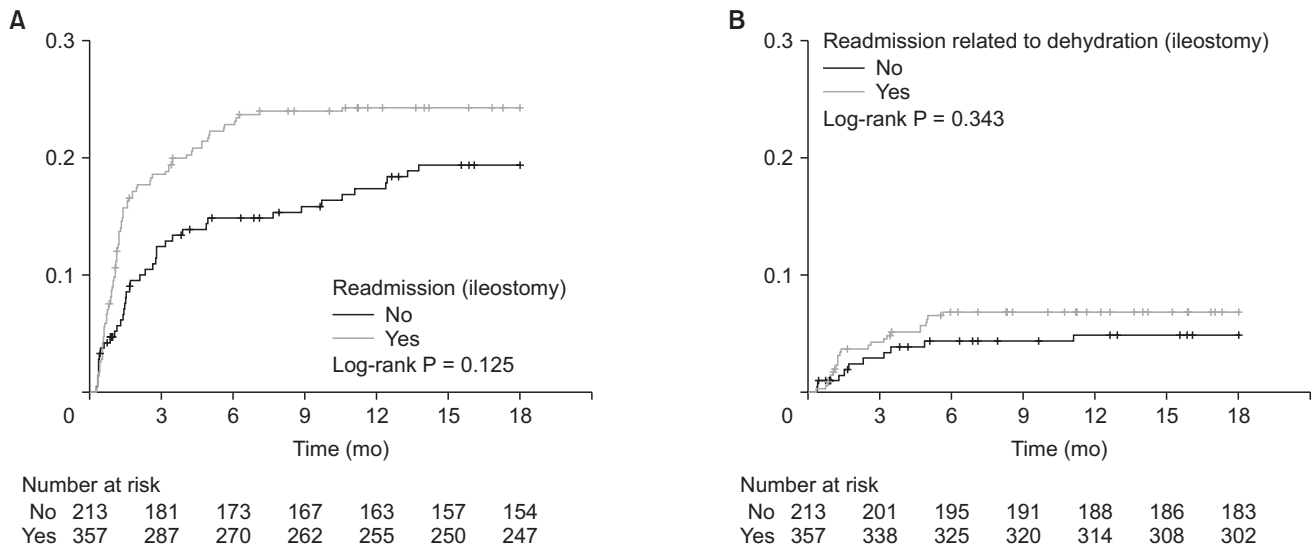 A
0.3
0.2
0.1
Readmission (ileostomy)
No
Yes
Log-rank P = 0.125
0 3 6 9 12 15 18
Time (mo)
Number at risk
No 213 181 173 167 163 157 154
Yes 357 287 270 262 255 250 247
B
0.3
Readmission related to dehydration (ileostomy)
No
Yes
Log-rank P = 0.343
0.2
0.1
0 3 6 9 12 15 18
Time (mo)
Number at risk
No 213 201 195 191 188 186 183
Yes 357 338 325 320 314 308 302